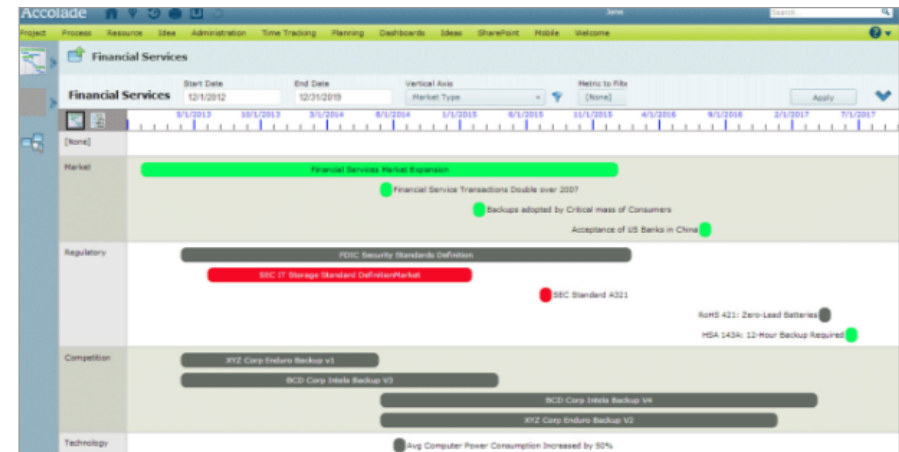 Accolade
Jane
Search...
Project Process Resource Idea Administration Time Tracking Planning Dashboards Ideas SharePoint Mobile Welcome
Financial Services
Start Date End Date Vertical Axis Metric to Filte
Financial Services 12/1/2012 12/31/2019 Market Type [None] Apply
5/1/2013 10/1/2013 3/1/2014 8/1/2014 1/1/2015 6/1/2015 11/1/2015 4/1/2016 9/1/2016 2/1/2017 7/1/2017
[None]
Market
Financial Services Market Expansion
Financial Service Transactions Double over 2007
Backups adopted by Critical mass of Consumers
Acceptance of US Banks in China
Regulatory
FDIC Security Standards Definition
SEC IT Storage Standard DefinitionMarket
SEC Standard A321
RoHS 421: Zero-Lead Batteries
HSA 143A: 12-Hour Backup Required
Competition
XYZ Corp Enduro Backup v1
BCD Corp Intela Backup V3
BCD Corp Intela Backup V4
XYZ Corp Enduro Backup V2
Technology
Avg Computer Power Consumption Increased by 50%